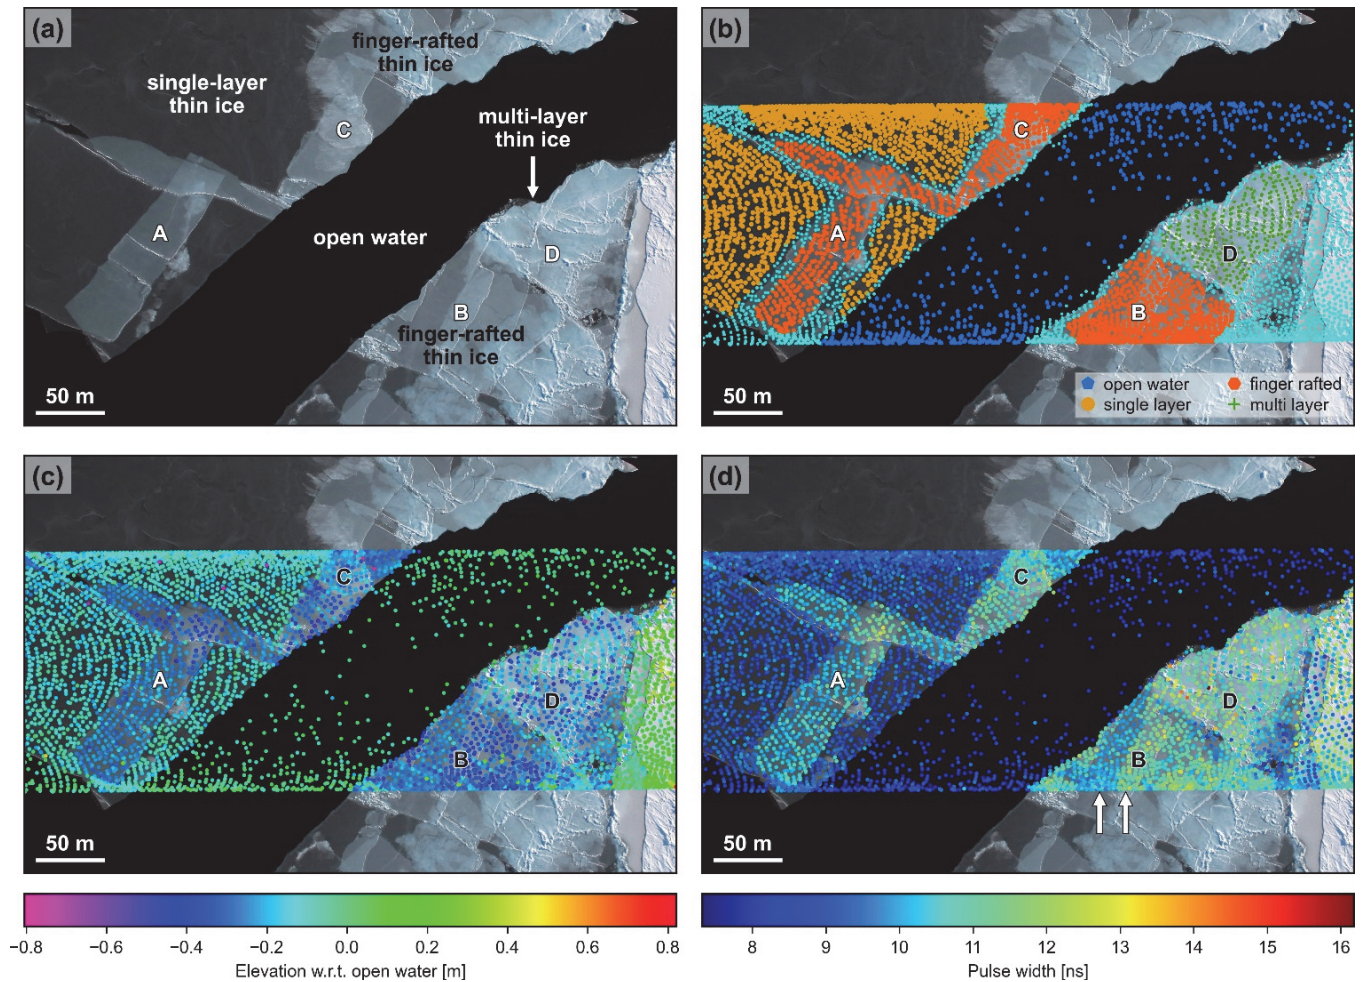 (a)
finger-rafted
thin ice
single-layer
thin ice
C
multi-layer
thin ice
A
open water
D
B
finger-rafted
thin ice
50 m
(b)
C
A
D
B
50 m
open water
finger rafted
single layer
multi layer
(c)
C
A
D
B
50 m
(d)
C
A
D
B
50 m
−0.8 −0.6 −0.4 −0.2 0.0 0.2 0.4 0.6 0.8
Elevation w.r.t. open water [m]
8 9 10 11 12 13 14 15 16
Pulse width [ns]